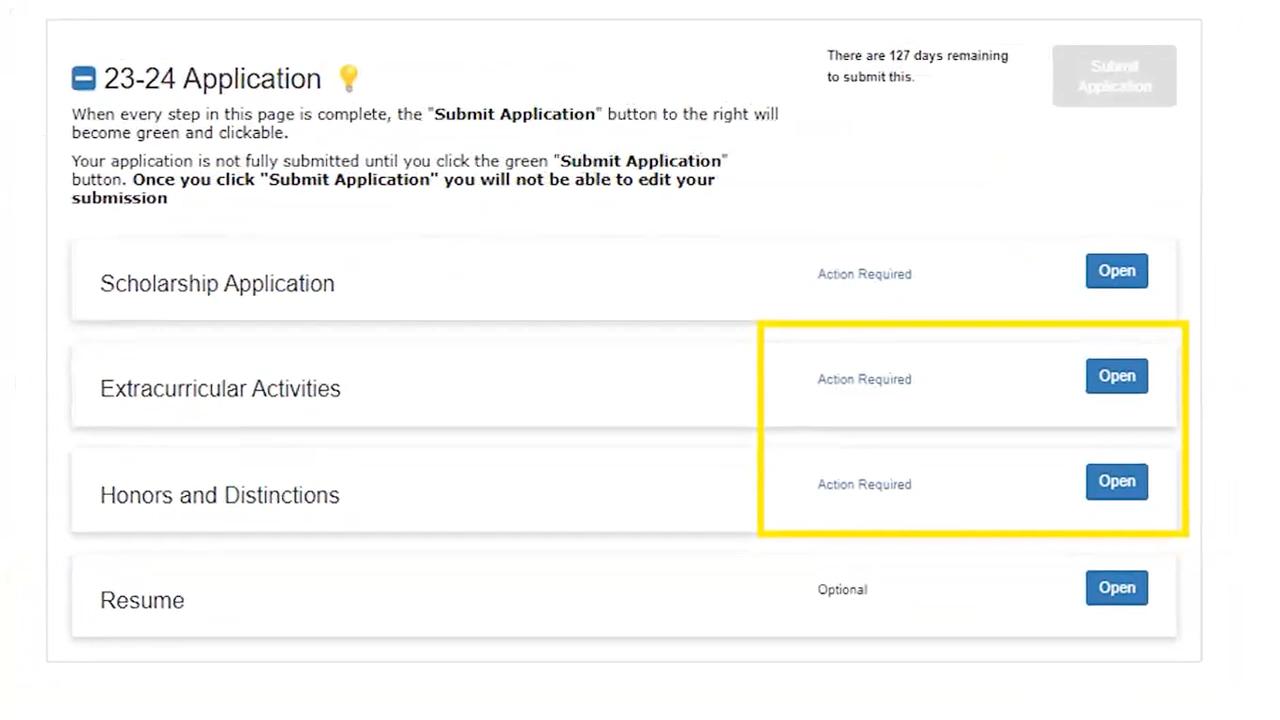 23-24 Application
There are 127 days remaining
to submit this.
Submit
Application
When every step in this page is complete, the "Submit Application" button to the right will
become green and clickable.
Your application is not fully submitted until you click the green "Submit Application"
button. Once you click "Submit Application" you will not be able to edit your
submission
Scholarship Application
Action Required
Open
Extracurricular Activities
Action Required
Open
Honors and Distinctions
Action Required
Open
Resume
Optional
Open